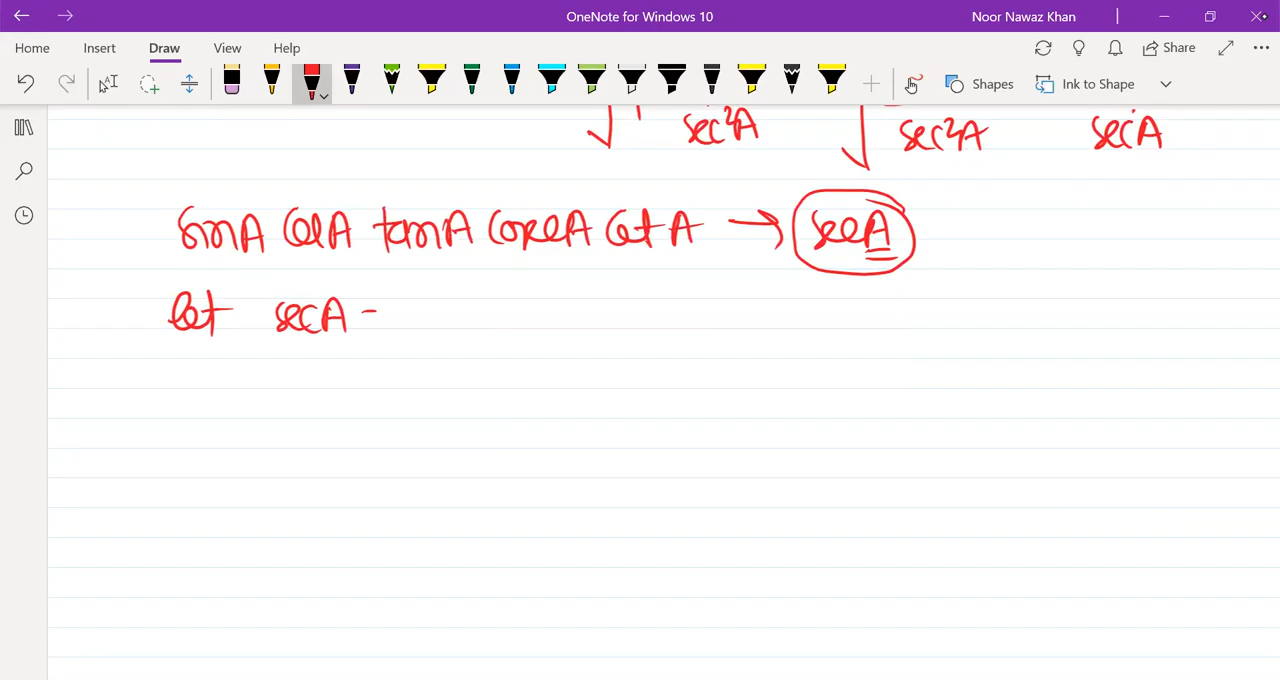 OneNote for Windows 10
Noor Nawaz Khan
Home Insert Draw View Help
Share
Shapes
Ink to Shape
√1 sec²A √ sec²A secA
sinA cosA tanA cosecA cotA → secA
let secA =